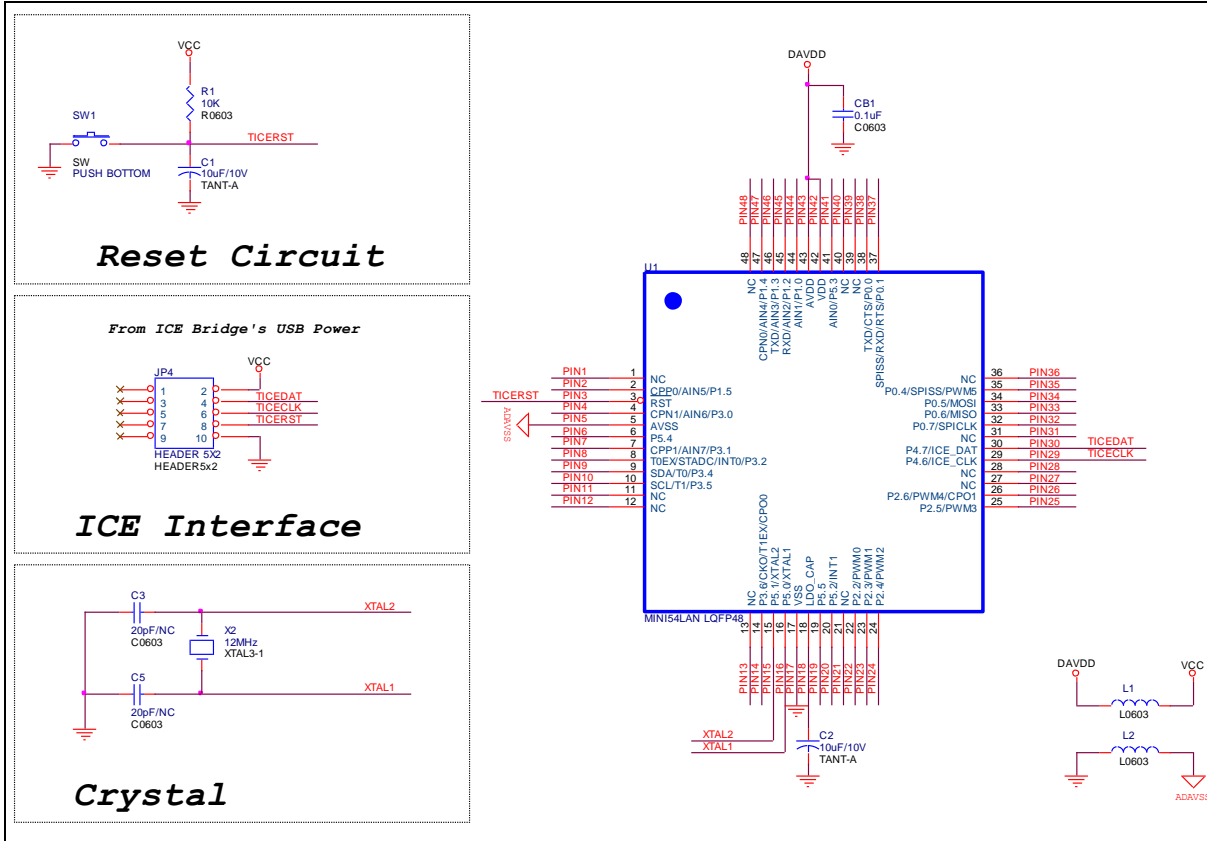 VCC
R1
10K
R0603
SW1
TICERST
SW
PUSH BOTTOM
C1
10uF/10V
TANT-A
Reset Circuit
From ICE Bridge's USB Power
VCC
JP4
1 2
3 4 TICEDAT
5 6 TICECLK
7 8 TICERST
9 10
HEADER 5X2
HEADER5x2
ICE Interface
C3
20pF/NC
C0603
XTAL2
X2
12MHz
XTAL3-1
C5
20pF/NC
C0603
XTAL1
Crystal
DAVDD
CB1
0.1uF
C0603
PIN48
PIN47
PIN46
PIN45
PIN44
PIN43
PIN42
PIN41
PIN40
PIN39
PIN38
PIN37
U1
48 NC
47 CPN0/AIN4/P1.4
46 TXD/AIN3/P1.3
45 RXD/AIN2/P1.2
44 AIN1/P1.0
43 AVDD
42 VDD
41 AIN0/P5.3
40 NC
39 NC
38 TXD/CTS/P0.0
37 SPISS/RXD/RTS/P0.1
PIN1 1 NC
PIN2 2 CPP0/AIN5/P1.5
TICERST PIN3 3 RST
PIN4 4 CPN1/AIN6/P3.0
ADAVSS PIN5 5 AVSS
PIN6 6 P5.4
PIN7 7 CPP1/AIN7/P3.1
PIN8 8 T0EX/STADC/INT0/P3.2
PIN9 9 SDA/T0/P3.4
PIN10 10 SCL/T1/P3.5
PIN11 11 NC
PIN12 12 NC
NC 36 PIN36
P0.4/SPISS/PWM5 35 PIN35
P0.5/MOSI 34 PIN34
P0.6/MISO 33 PIN33
P0.7/SPICLK 32 PIN32
NC 31 PIN31
P4.7/ICE_DAT 30 PIN30 TICEDAT
P4.6/ICE_CLK 29 PIN29 TICECLK
NC 28 PIN28
NC 27 PIN27
P2.6/PWM4/CPO1 26 PIN26
P2.5/PWM3 25 PIN25
NC 13 PIN13
P3.6/CKO/T1EX/CPO0 14 PIN14
P5.1/XTAL2 15 PIN15
P5.0/XTAL1 16 PIN16
VSS 17 PIN17
LDO_CAP 18 PIN18
P5.5 19 PIN19
P5.2/INT1 20 PIN20
NC 21 PIN21
P2.2/PWM0 22 PIN22
P2.3/PWM1 23 PIN23
P2.4/PWM2 24 PIN24
MINI54LAN LQFP48
XTAL2
XTAL1
C2
10uF/10V
TANT-A
DAVDD
VCC
L1
L0603
L2
L0603
ADAVSS